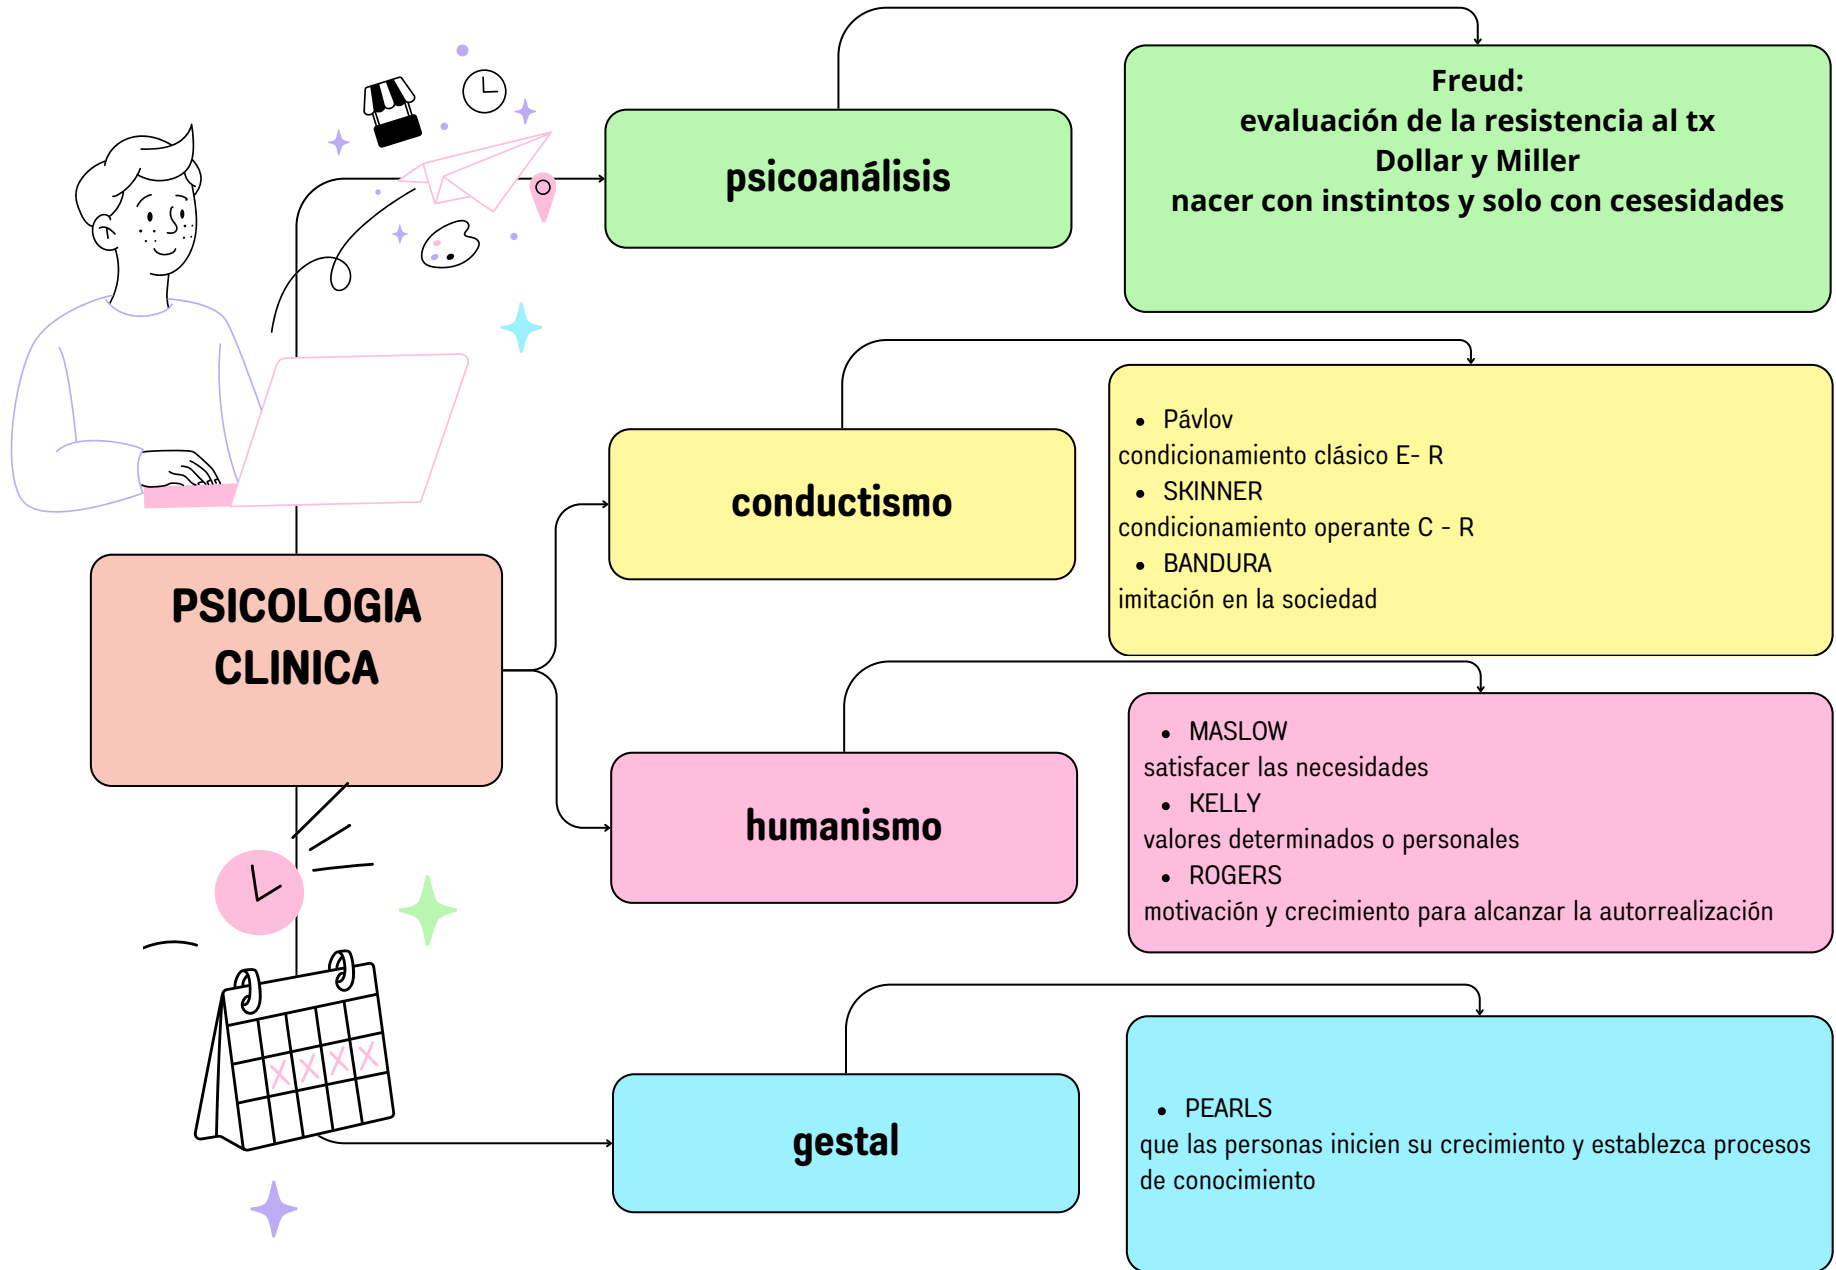 psicoanálisis
Freud:
evaluación de la resistencia al tx
Dollar y Miller
nacer con instintos y solo con cesesidades
PSICOLOGIA
CLINICA
conductismo
• Pávlov
condicionamiento clásico E- R
• SKINNER
condicionamiento operante C - R
• BANDURA
imitación en la sociedad
humanismo
• MASLOW
satisfacer las necesidades
• KELLY
valores determinados o personales
• ROGERS
motivación y crecimiento para alcanzar la autorrealización
gestal
• PEARLS
que las personas inicien su crecimiento y establezca procesos
de conocimiento